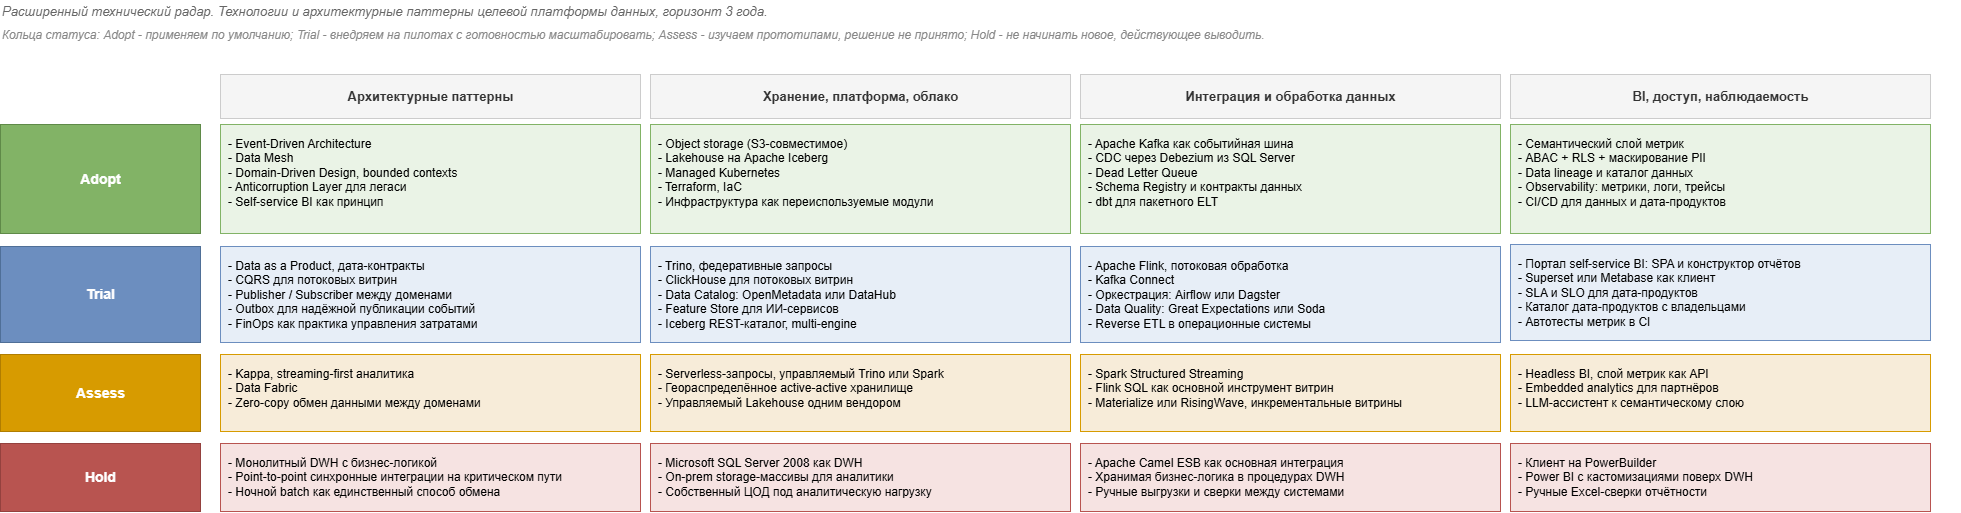 Расширенный технический радар. Технологии и архитектурные паттерны целевой платформы данных, горизонт 3 года.
Кольца статуса: Adopt - применяем по умолчанию; Trial - внедряем на пилотах с готовностью масштабировать; Assess - изучаем прототипами, решение не принято; Hold - не начинать новое, действующее выводить.
Архитектурные паттерны
Хранение, платформа, облако
Интеграция и обработка данных
BI, доступ, наблюдаемость
Adopt
- Event-Driven Architecture
- Data Mesh
- Domain-Driven Design, bounded contexts
- Anticorruption Layer для легаси
- Self-service BI как принцип
- Object storage (S3-совместимое)
- Lakehouse на Apache Iceberg
- Managed Kubernetes
- Terraform, IaC
- Инфраструктура как переиспользуемые модули
- Apache Kafka как событийная шина
- CDC через Debezium из SQL Server
- Dead Letter Queue
- Schema Registry и контракты данных
- dbt для пакетного ELT
- Семантический слой метрик
- ABAC + RLS + маскирование PII
- Data lineage и каталог данных
- Observability: метрики, логи, трейсы
- CI/CD для данных и дата-продуктов
Trial
- Data as a Product, дата-контракты
- CQRS для потоковых витрин
- Publisher / Subscriber между доменами
- Outbox для надёжной публикации событий
- FinOps как практика управления затратами
- Trino, федеративные запросы
- ClickHouse для потоковых витрин
- Data Catalog: OpenMetadata или DataHub
- Feature Store для ИИ-сервисов
- Iceberg REST-каталог, multi-engine
- Apache Flink, потоковая обработка
- Kafka Connect
- Оркестрация: Airflow или Dagster
- Data Quality: Great Expectations или Soda
- Reverse ETL в операционные системы
- Портал self-service BI: SPA и конструктор отчётов
- Superset или Metabase как клиент
- SLA и SLO для дата-продуктов
- Каталог дата-продуктов с владельцами
- Автотесты метрик в CI
Assess
- Kappa, streaming-first аналитика
- Data Fabric
- Zero-copy обмен данными между доменами
- Serverless-запросы, управляемый Trino или Spark
- Геораспределённое active-active хранилище
- Управляемый Lakehouse одним вендором
- Spark Structured Streaming
- Flink SQL как основной инструмент витрин
- Materialize или RisingWave, инкрементальные витрины
- Headless BI, слой метрик как API
- Embedded analytics для партнёров
- LLM-ассистент к семантическому слою
Hold
- Монолитный DWH с бизнес-логикой
- Point-to-point синхронные интеграции на критическом пути
- Ночной batch как единственный способ обмена
- Microsoft SQL Server 2008 как DWH
- On-prem storage-массивы для аналитики
- Собственный ЦОД под аналитическую нагрузку
- Apache Camel ESB как основная интеграция
- Хранимая бизнес-логика в процедурах DWH
- Ручные выгрузки и сверки между системами
- Клиент на PowerBuilder
- Power BI с кастомизациями поверх DWH
- Ручные Excel-сверки отчётности